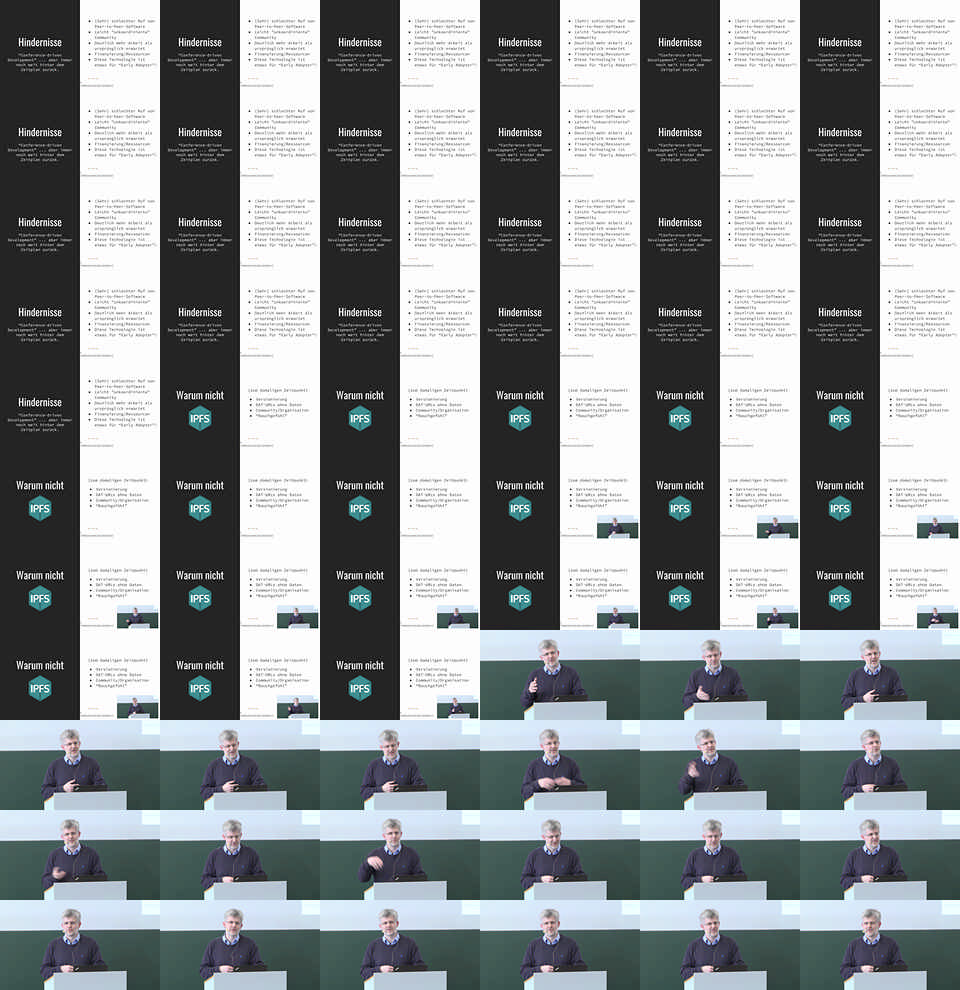 Hindernisse
"Conference-driven
Development" ... aber immer
noch weit hinter dem
Zeitplan zurück.
(Sehr) schlechter Ruf von
Peer-to-Peer-Software
Leicht "unkoordinierte"
Community
Deutlich mehr Arbeit als
ursprünglich erwartet
Finanzierung/Ressourcen
Diese Technologie ist
etwas für "Early Adopter"!
Warum nicht
IPFS
(zum damaligen Zeitpunkt)
Versionierung
DAT-URLs ohne Daten
Community/Organisation
"Bauchgefühl"